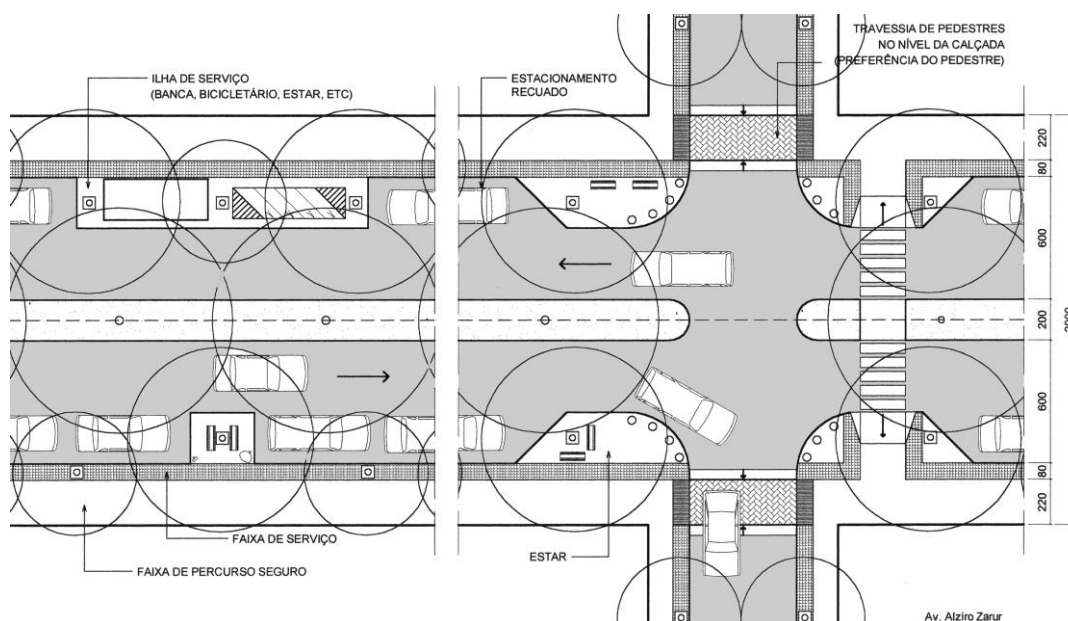 TRAVESSIA DE PEDESTRES
NO NÍVEL DA CALÇADA
(PREFERÊNCIA DO PEDESTRE)
ILHA DE SERVIÇO
(BANCA, BICICLETÁRIO, ESTAR, ETC)
ESTACIONAMENTO
RECUADO
220
80
600
200
600
80
220
FAIXA DE SERVIÇO
ESTAR
FAIXA DE PERCURSO SEGURO
Av. Alziro Zarur